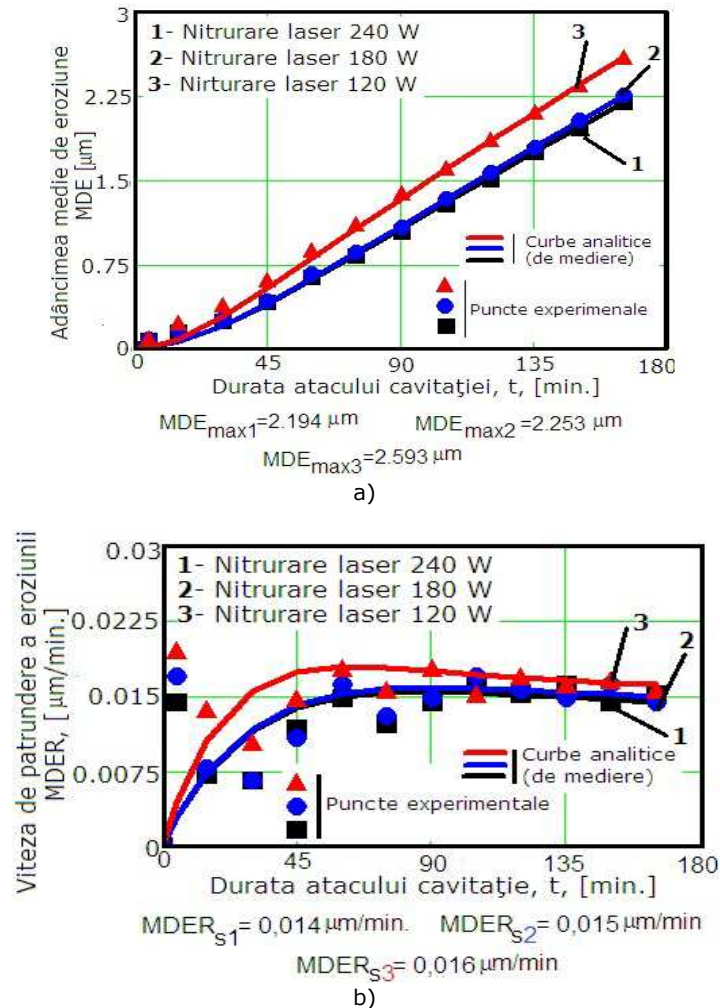 3
1- Nitrurare laser 240 W
2- Nitrurare laser 180 W
3- Nirturare laser 120 W
3
2
2.25
1.5
1
Adâncimea medie de eroziune
MDE [μm]
Curbe analitice
(de mediere)
0.75
Puncte experimenale
0
45
90
135
180
Durata atacului cavitaţiei, t, [min.]
MDEmax1=2.194 μm
MDEmax2=2.253 μm
MDEmax3=2.593 μm
a)
0.03
1- Nitrurare laser 240 W
2- Nitrurare laser 180 W
3- Nitrurare laser 120 W
3
2
0.0225
0.015
1
Viteza de patrundere a eroziunii
MDER, [ μm/min.]
Curbe analitice
(de mediere)
0.0075
Puncte experimentale
0
0
45
90
135
180
Durata atacului cavitaţie, t, [min.]
MDERs1= 0,014 μm/min.
MDERs2= 0,015 μm/min
MDERs3= 0,016 μm/min
b)